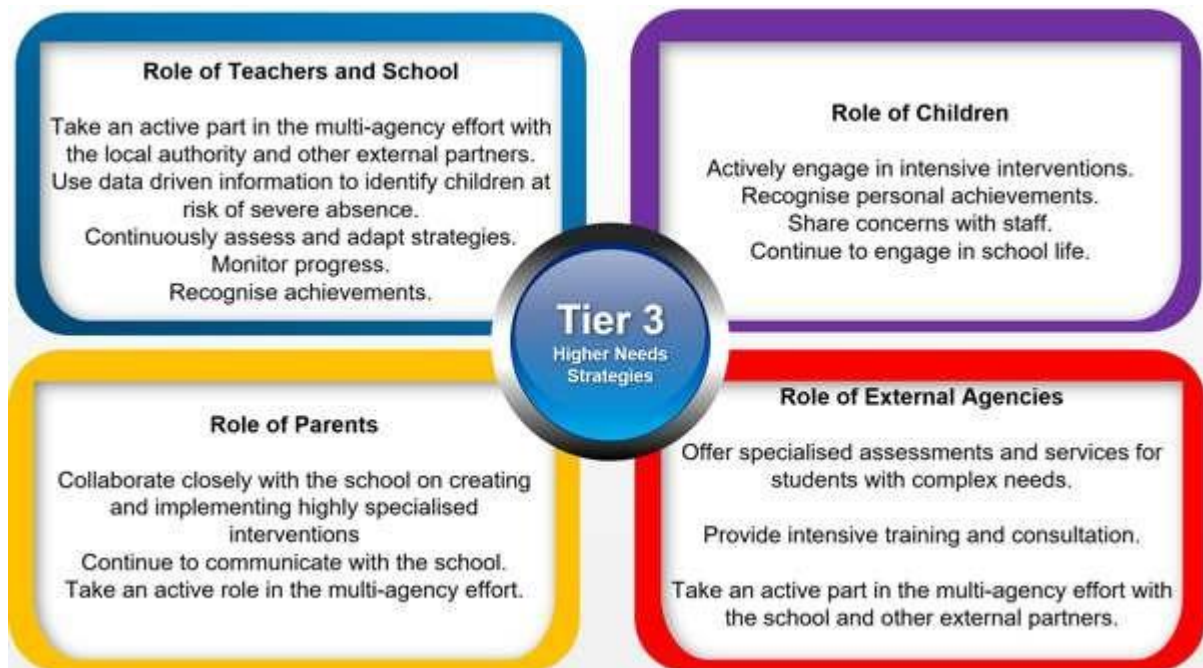 Role of Teachers and School
Take an active part in the multi-agency effort with
the local authority and other external partners.
Use data driven information to identify children at
risk of severe absence.
Continuously assess and adapt strategies.
Monitor progress.
Recognise achievements.
Role of Children
Actively engage in intensive interventions.
Recognise personal achievements.
Share concerns with staff.
Continue to engage in school life.
Tier 3
Higher Needs
Strategies
Role of Parents
Collaborate closely with the school on creating
and implementing highly specialised
interventions
Continue to communicate with the school.
Take an active role in the multi-agency effort.
Role of External Agencies
Offer specialised assessments and services for
students with complex needs.
Provide intensive training and consultation.
Take an active part in the multi-agency effort with
the school and other external partners.